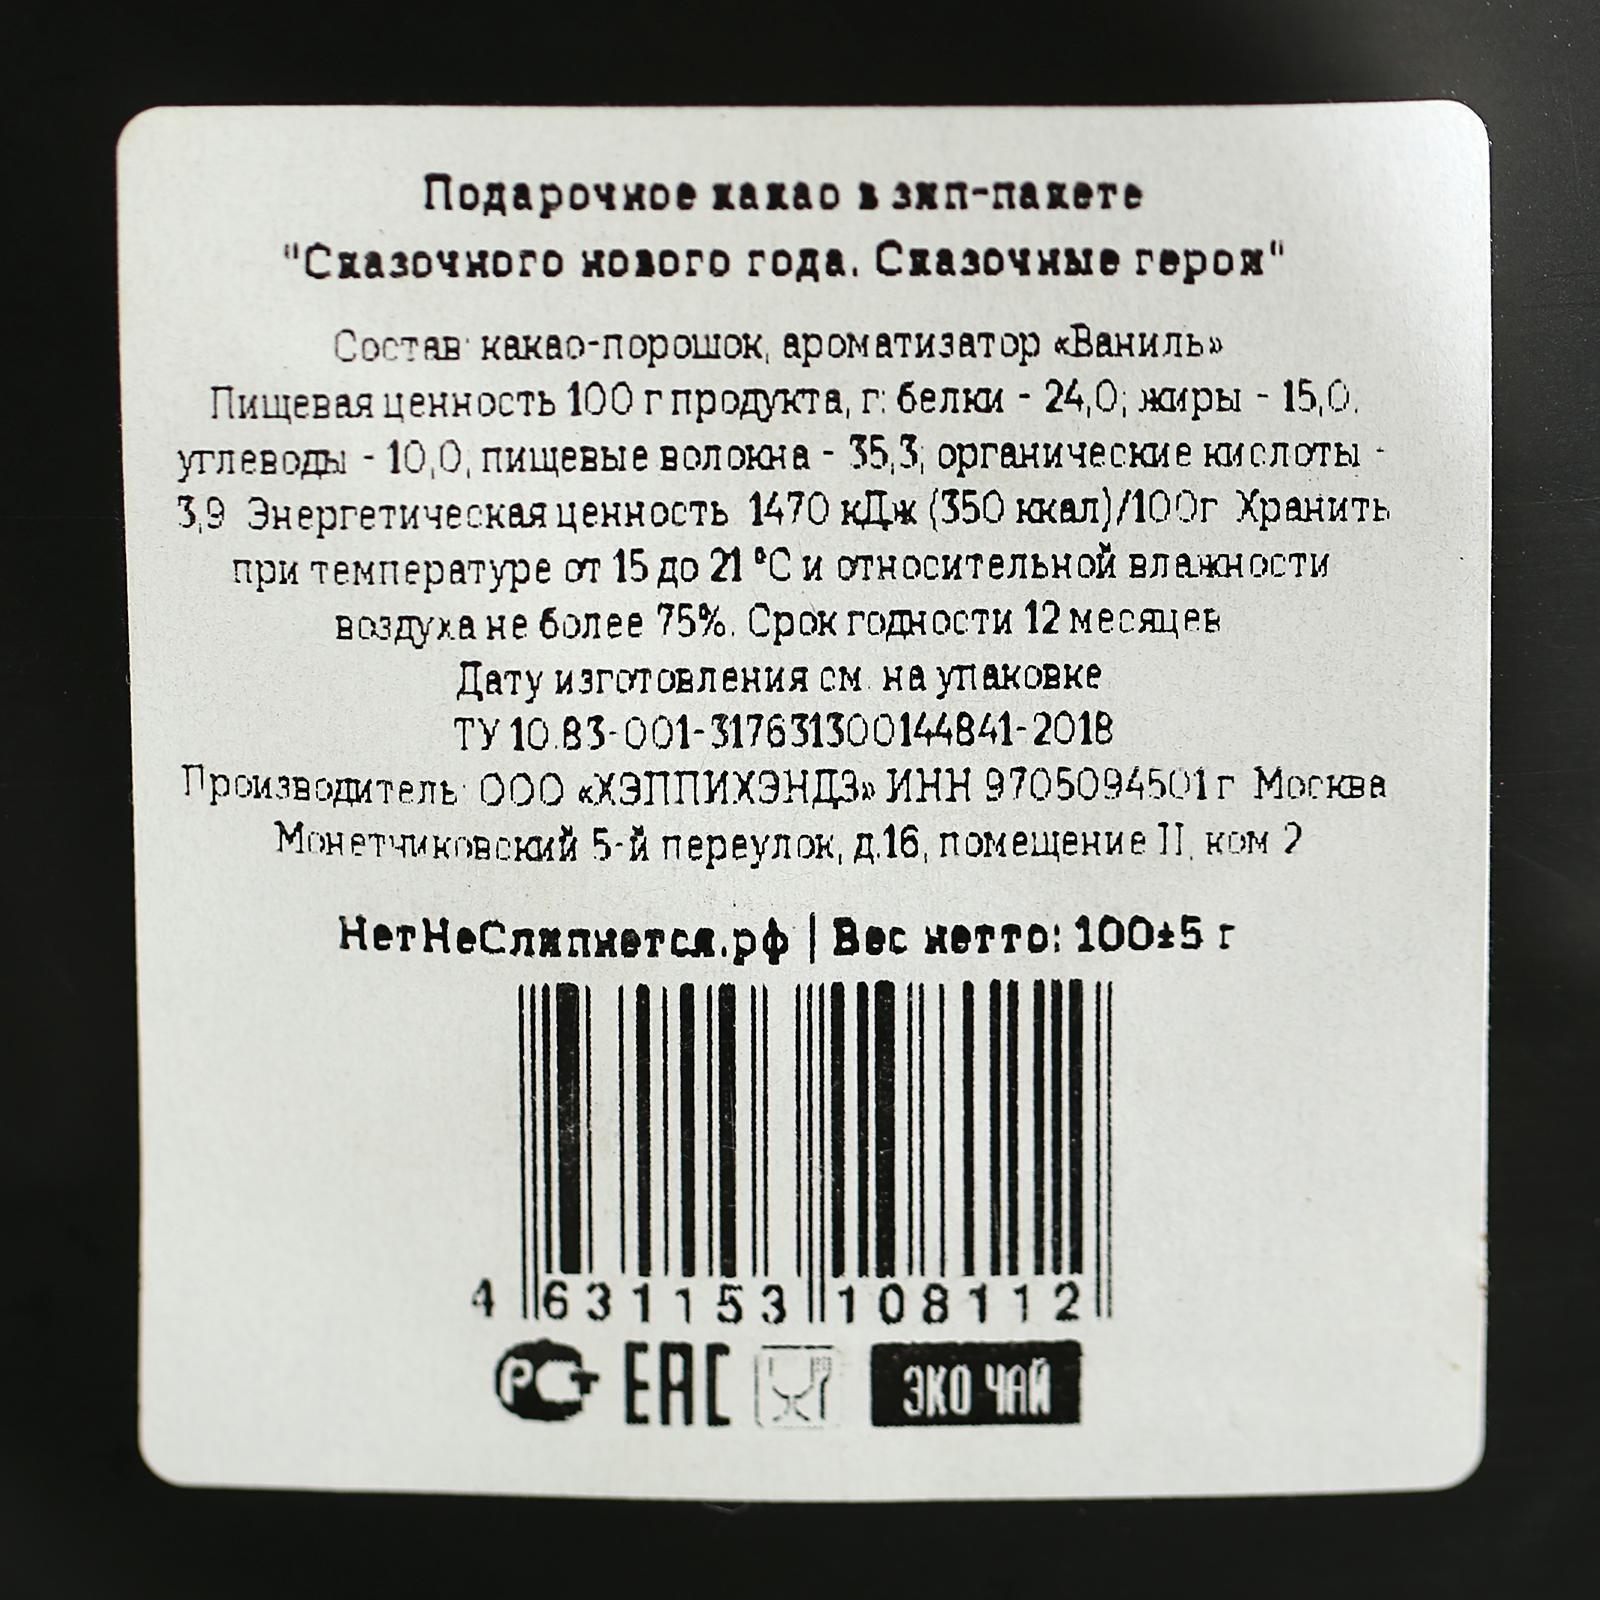 Подарочное какао в зип-пакете
"Сказочного нового года. Сказочные герои"
Состав: какао-порошок, ароматизатор «Ваниль»
Пищевая ценность 100 г продукта, г: белки - 24,0; жиры - 15,0.
углеводы - 10,0, пищевые волокна - 35,3; органические кислоты -
3,9 Энергетическая ценность 1470 кДж (350 ккал)/100г Хранить
при температуре от 15 до 21 °С и относительной влажности
воздуха не более 75%. Срок годности 12 месяцев
Дату изготовления см. на упаковке
ТУ 10.83-001-317631300144841-2018
Производитель: ООО «ХЭППИХЭНДЗ» ИНН 9705094501 г Москва
Монетчиковский 5-й переулок, д.16, помещение II, ком 2
НетНеСлипнется.рф | Вес нетто: 100±5 г
4 631153 108112
РСТ ЕАС ЭКО ЧАЙ